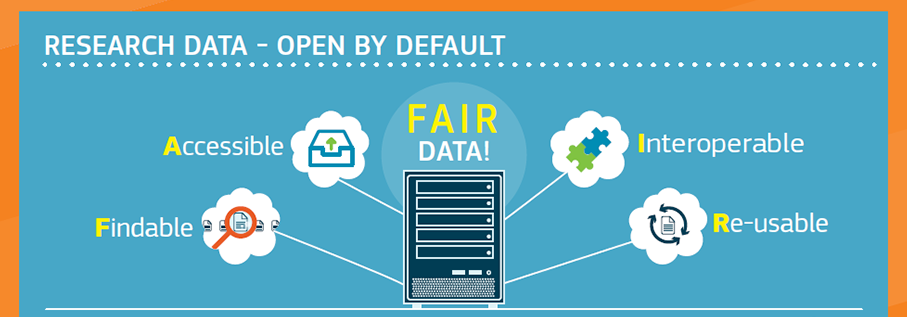 RESEARCH DATA - OPEN BY DEFAULT
FAIR
DATA!
Findable
Accessible
Interoperable
Re-usable